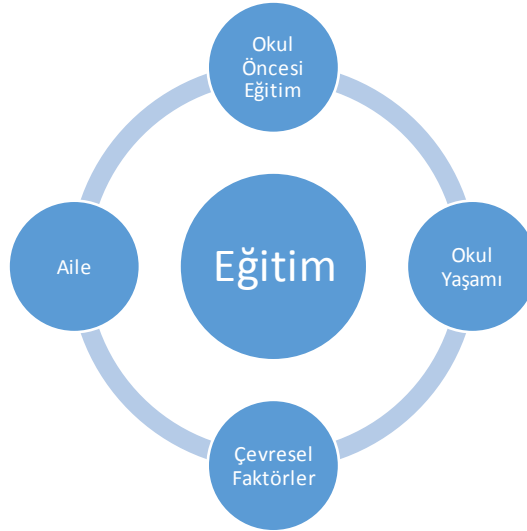 Okul
Öncesi
Eğitim
Eğitim
Okul
Yaşamı
Çevresel
Faktörler
Aile